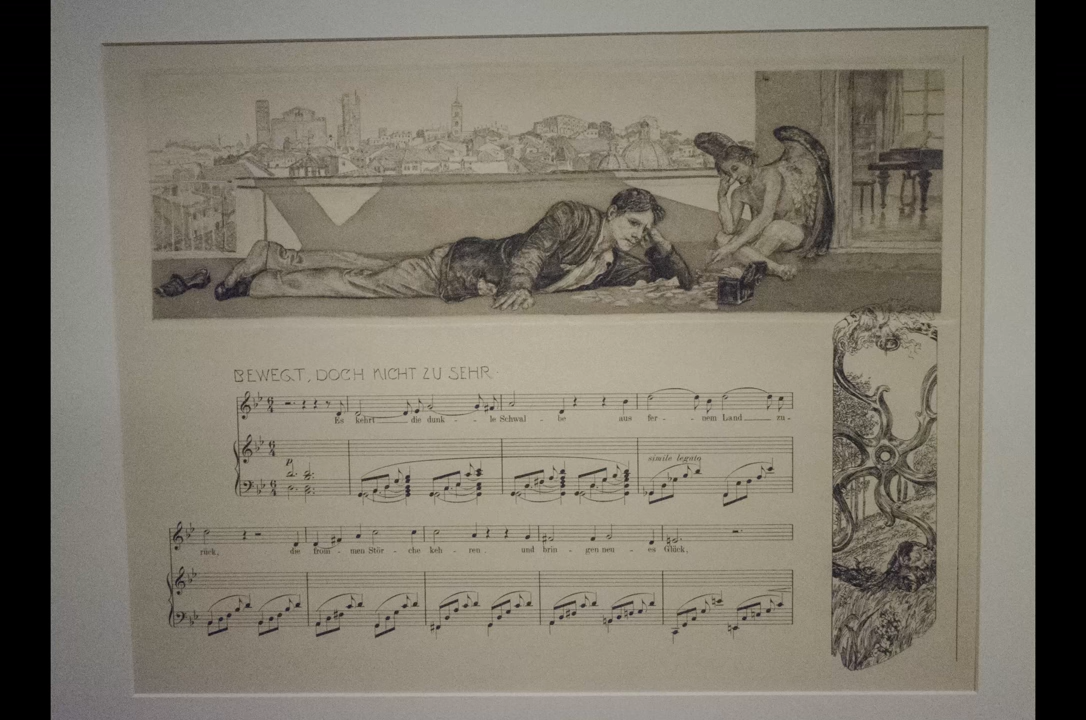 BEWEGT, DOCH NICHT ZU SEHR
Es kehrt die dunk - le Schwal - be aus fer - nem Land zu -
simile legato
rück, die from - men Stör - che keh - ren und brin - gen neu - es Glück,